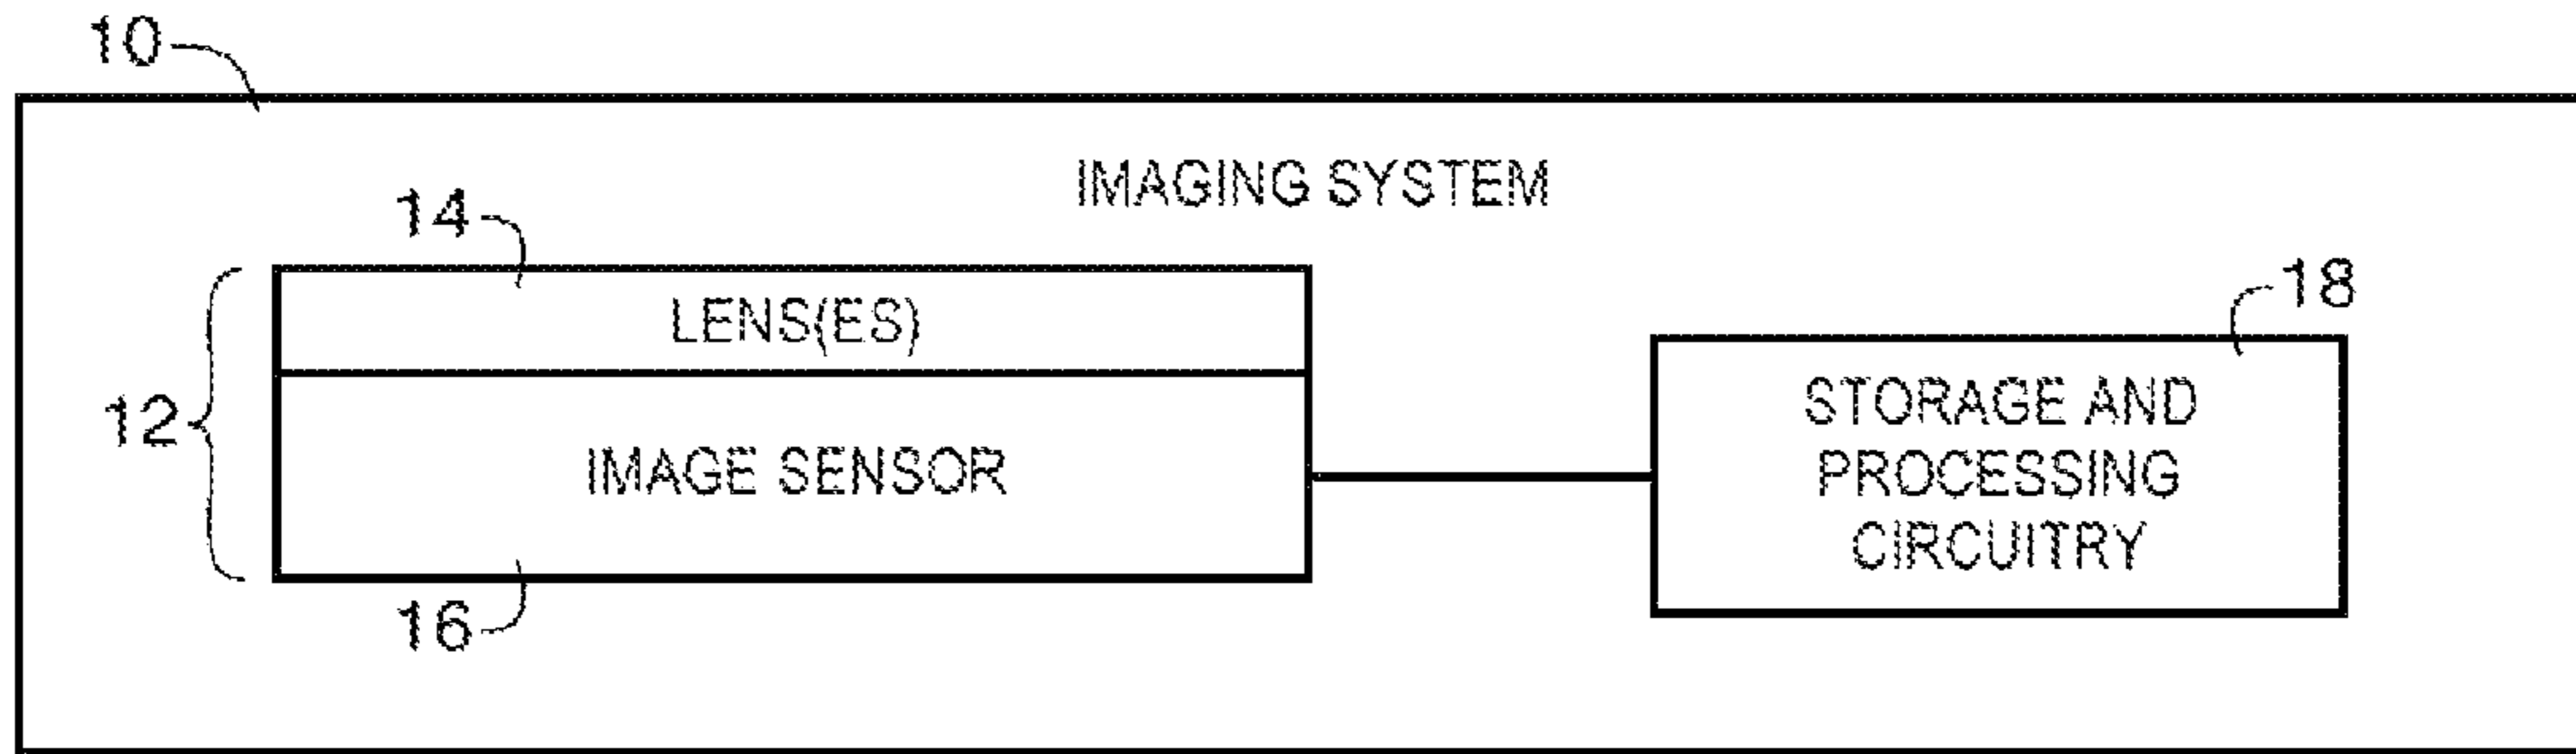 10
IMAGING SYSTEM
14
LENS(ES)
12
IMAGE SENSOR
16
18
STORAGE AND
PROCESSING
CIRCUITRY